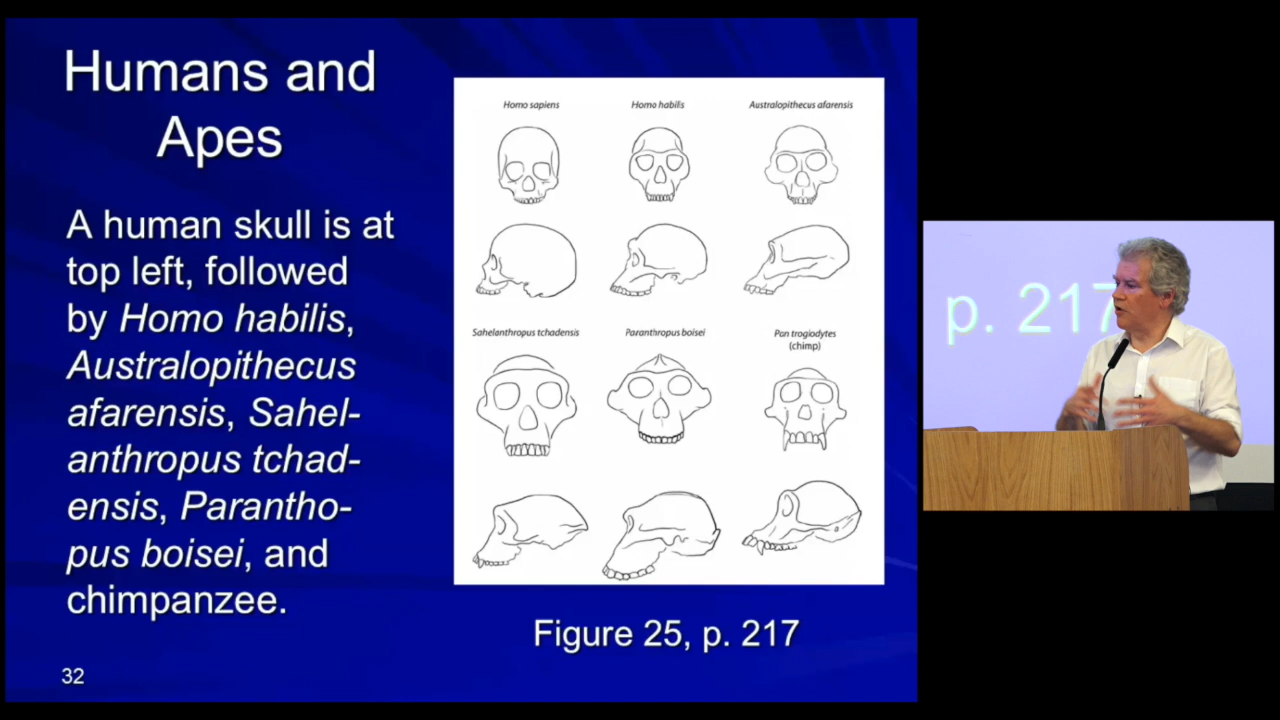 Humans and
Apes
A human skull is at
top left, followed
by Homo habilis,
Australopithecus
afarensis, Sahel-
anthropus tchad-
ensis, Parantho-
pus boisei, and
chimpanzee.
32
Homo sapiens
Homo habilis
Australopithecus afarensis
Sahelanthropus tchadensis
Paranthropus boisei
Pan trogiodytes
(chimp)
Figure 25, p. 217
p. 217